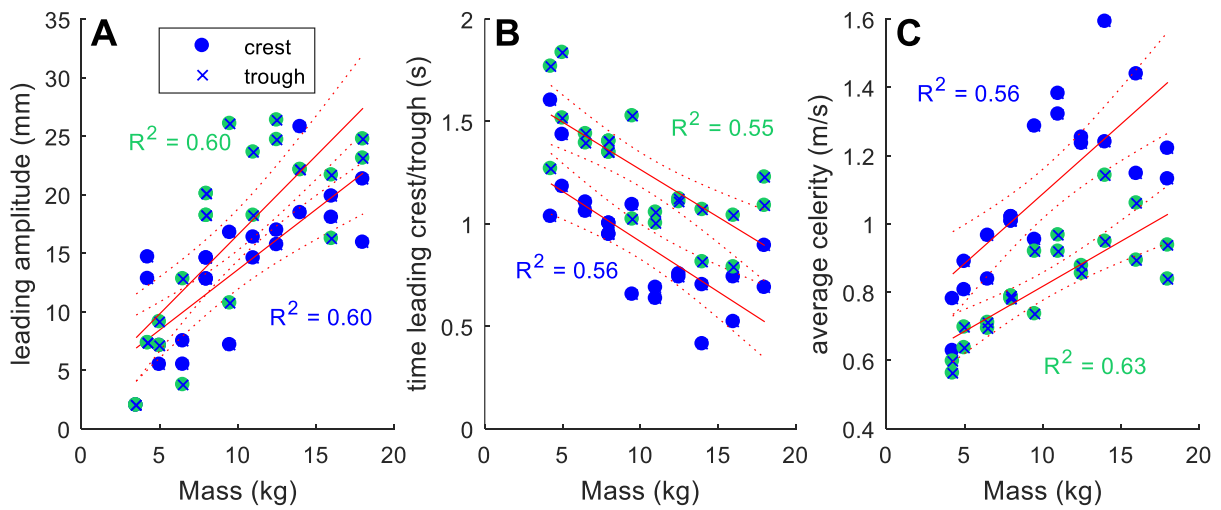 A
leading amplitude (mm)
35
30
25
20
15
10
5
0
crest
trough
R² = 0.60
R² = 0.60
0 5 10 15 20
Mass (kg)
B
time leading crest/trough (s)
2
1.5
1
0.5
0
R² = 0.55
R² = 0.56
0 5 10 15 20
Mass (kg)
C
average celerity (m/s)
1.6
1.4
1.2
1.0
0.8
0.6
0.4
R² = 0.56
R² = 0.63
0 5 10 15 20
Mass (kg)